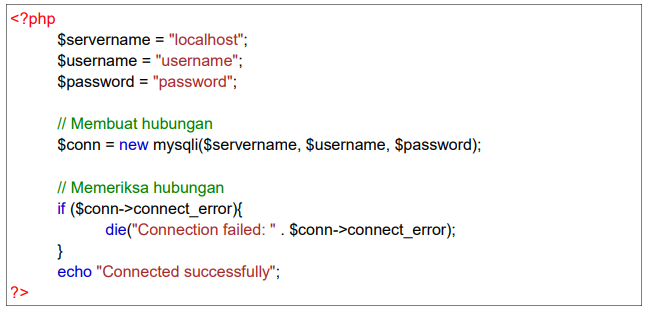 <?php
$servername = "localhost";
$username = "username";
$password = "password";
// Membuat hubungan
$conn = new mysqli($servername, $username, $password);
// Memeriksa hubungan
if ($conn->connect_error){
die("Connection failed: " . $conn->connect_error);
}
echo "Connected successfully";
?>